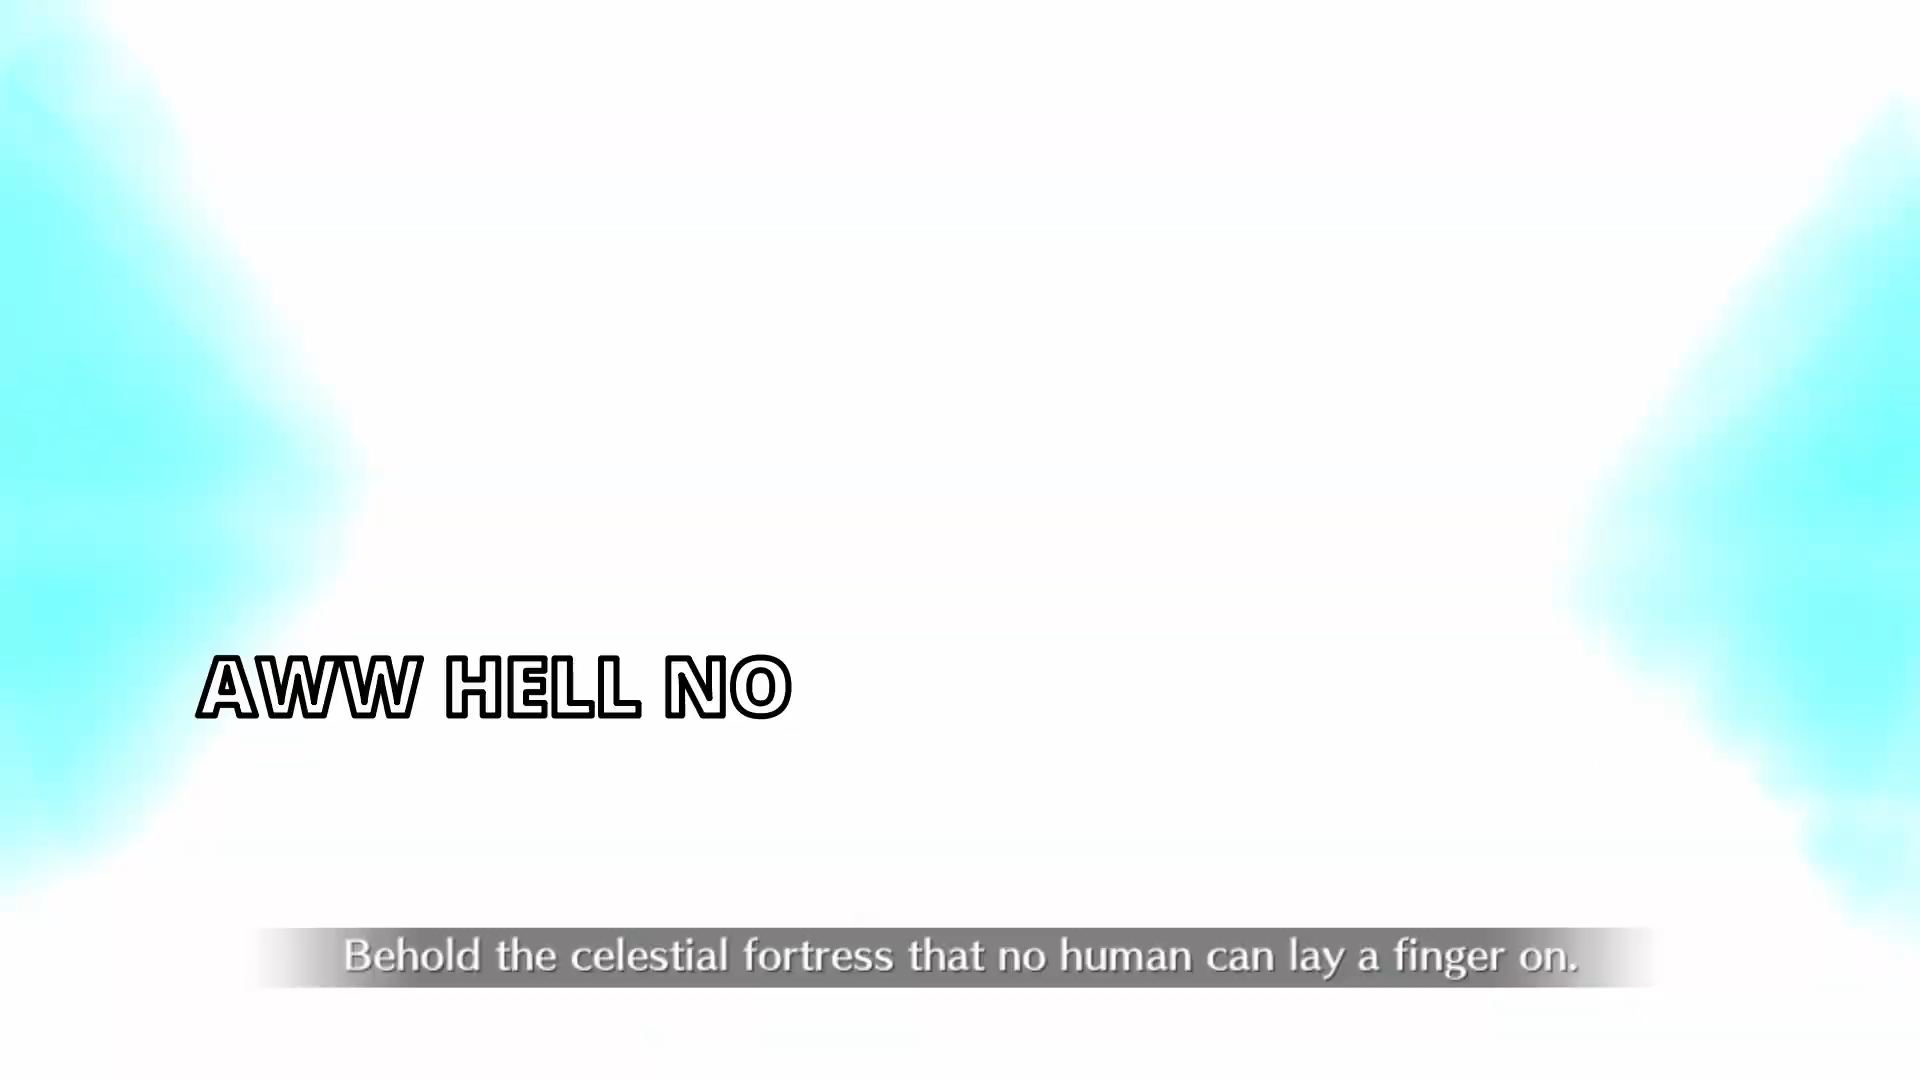 AWW HELL NO
Behold the celestial fortress that no human can lay a finger on.